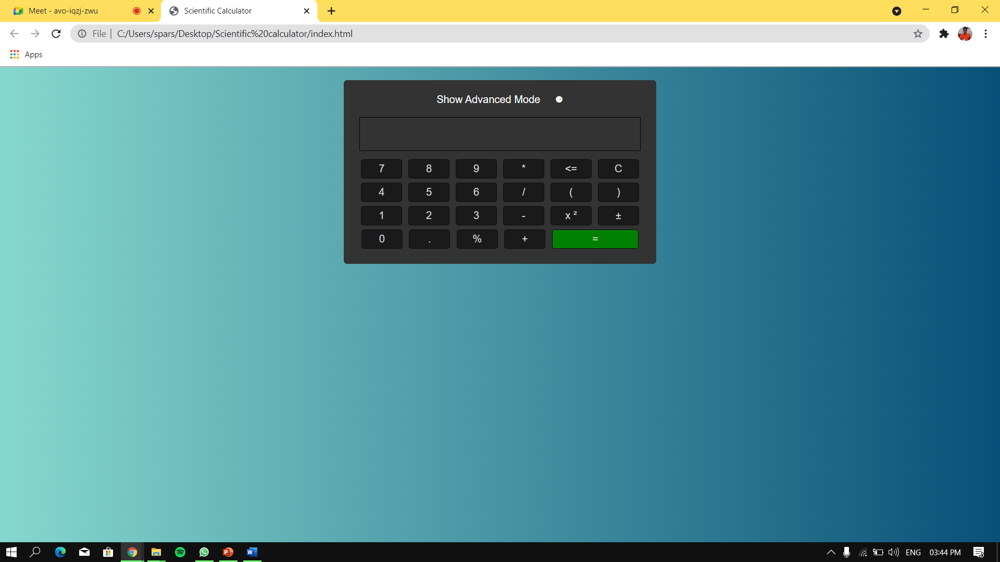 Meet - avo-iqzj-zwu
Scientific Calculator
File | C:/Users/spars/Desktop/Scientific%20calculator/index.html
Apps
Show Advanced Mode
7 8 9 * <= C
4 5 6 / ( )
1 2 3 - x ² ±
0 . % + =
ENG 03:44 PM